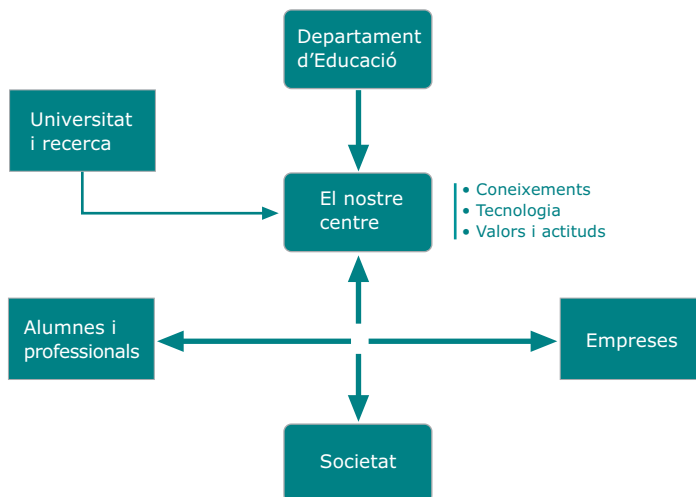 Departament
d'Educació
Universitat
i recerca
El nostre
centre
• Coneixements
• Tecnologia
• Valors i actituds
Alumnes i
professionals
Empreses
Societat